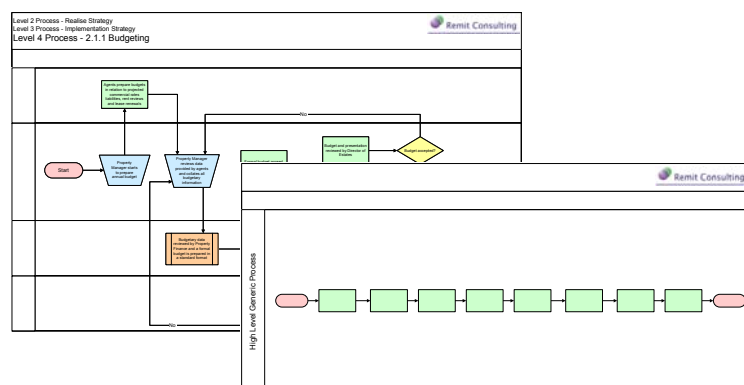 Level 2 Process - Realise Strategy
Level 3 Process - Implementation Strategy
Level 4 Process - 2.1.1 Budgeting
Remit Consulting
Agents prepare budgets
in relation to projected
commercial rates
liabilities, rent reviews
and lease renewals
No
Start
Property
Manager starts
to prepare
annual budget
Property Manager
reviews data
provided by agents
and collates all
budgetary
information
Budget and presentation
reviewed by Director of
Estates
Budget accepted?
Budgetary data
reviewed by Property
Finance and a formal
budget is prepared in
a standard format
No
Remit Consulting
High Level Generic Process